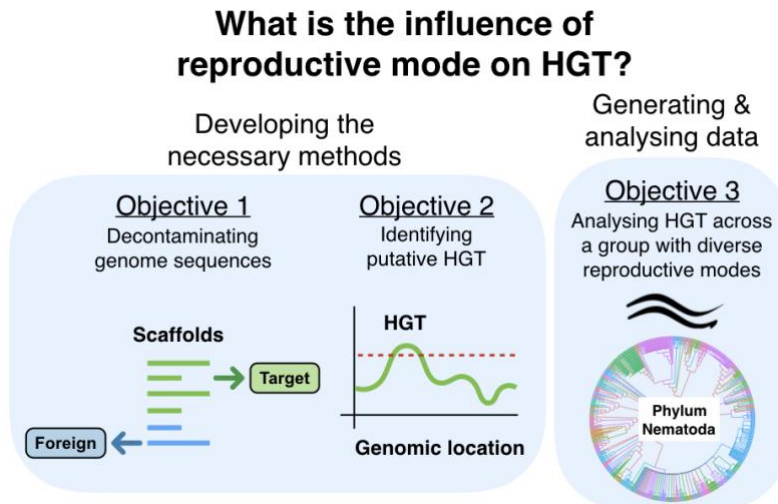 What is the influence of
reproductive mode on HGT?
Developing the
necessary methods
Objective 1
Decontaminating
genome sequences
Scaffolds
Target
Foreign
Objective 2
Identifying
putative HGT
HGT
Genomic location
Generating &
analysing data
Objective 3
Analysing HGT across
a group with diverse
reproductive modes
Phylum
Nematoda